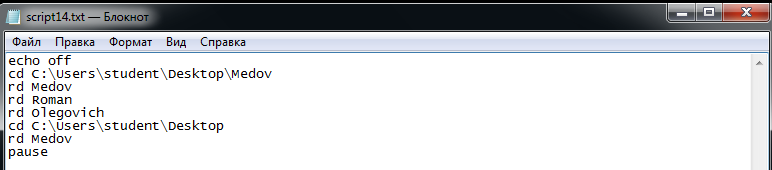 script14.txt — Блокнот
Файл Правка Формат Вид Справка
echo off
cd C:\Users\student\Desktop\Medov
rd Medov
rd Roman
rd Olegovich
cd C:\Users\student\Desktop
rd Medov
pause